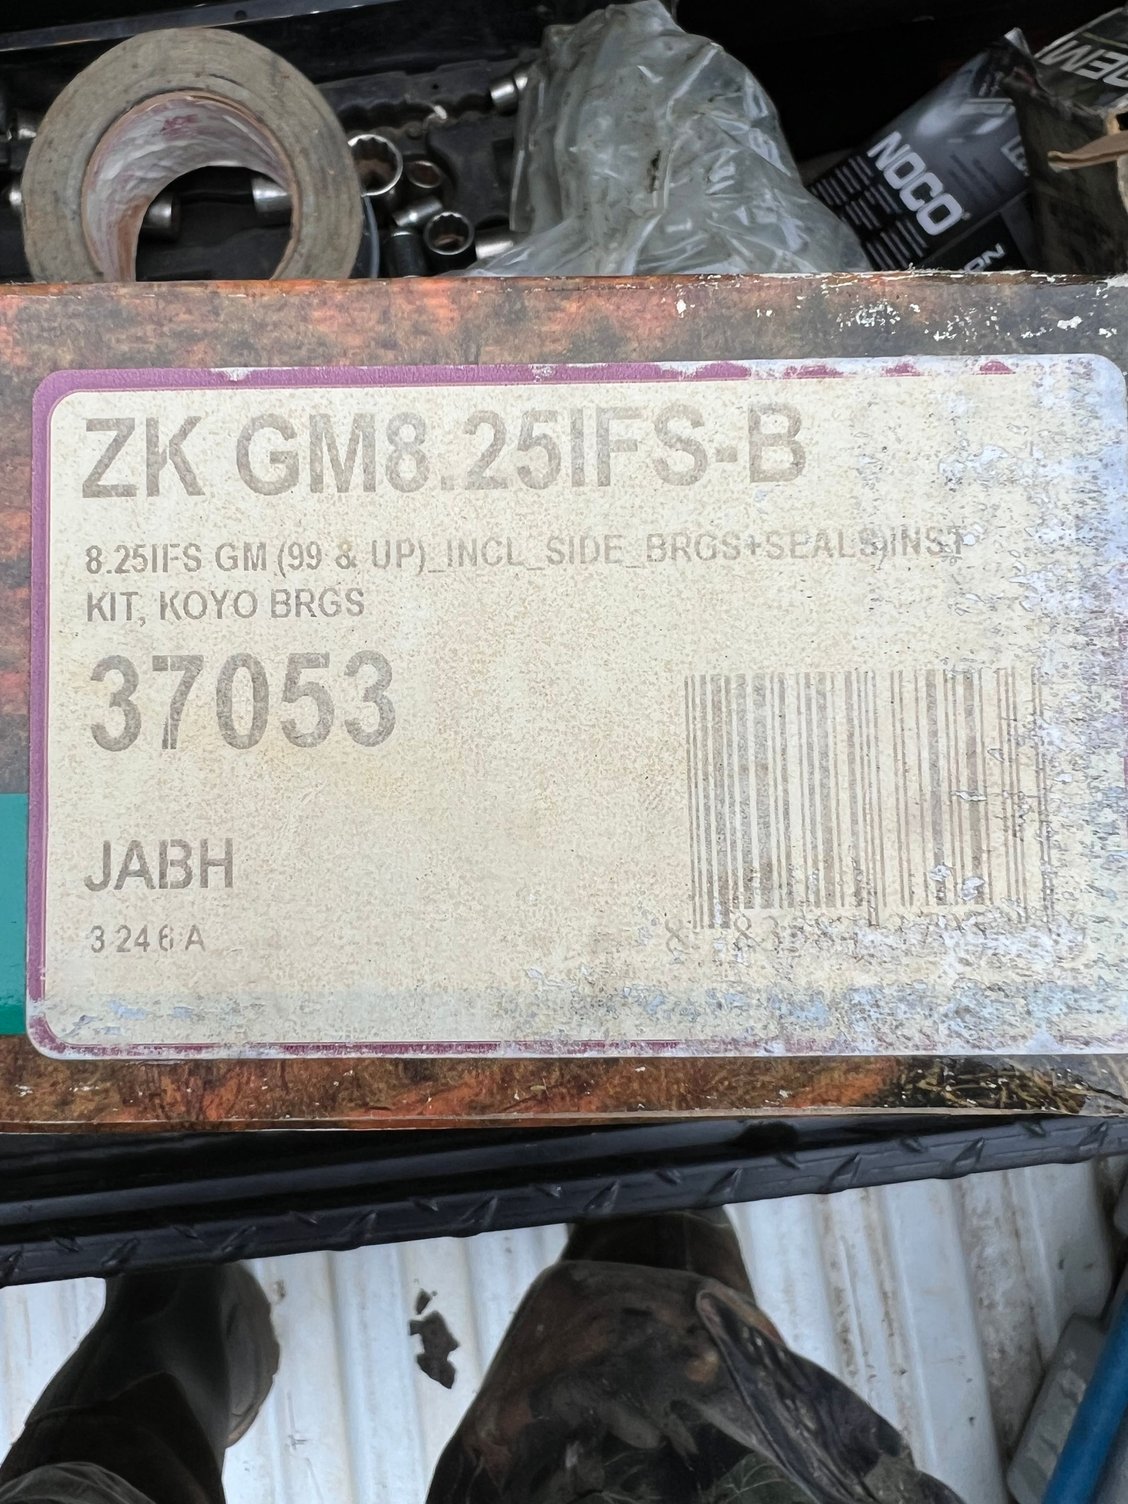 NOCO
ZK GM8.25IFS-B
8.25IFS GM (99 & UP)_INCL_SIDE_BRGS+SEALS)INST
KIT, KOYO BRGS
37053
JABH
3246A